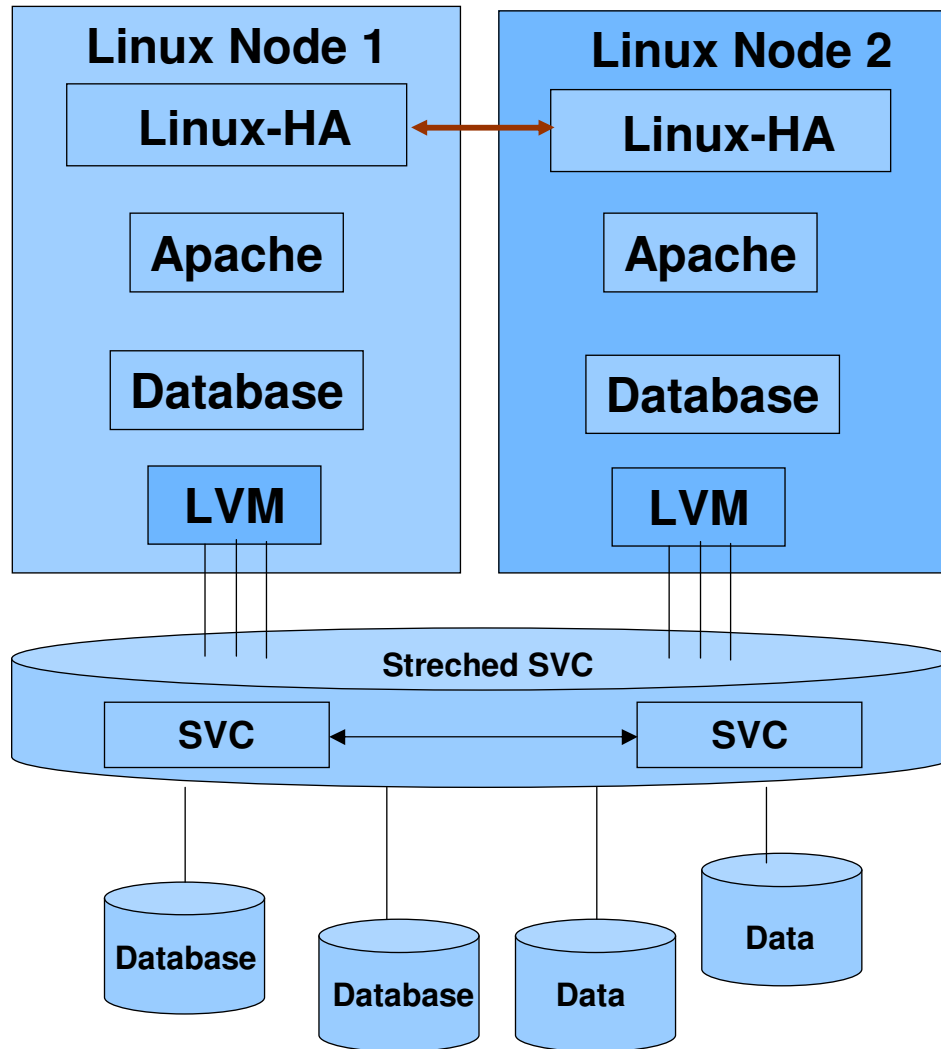 Linux Node 1
Linux Node 2
Linux-HA
Linux-HA
Apache
Apache
Database
Database
LVM
LVM
Streched SVC
SVC
SVC
Database
Database
Data
Data